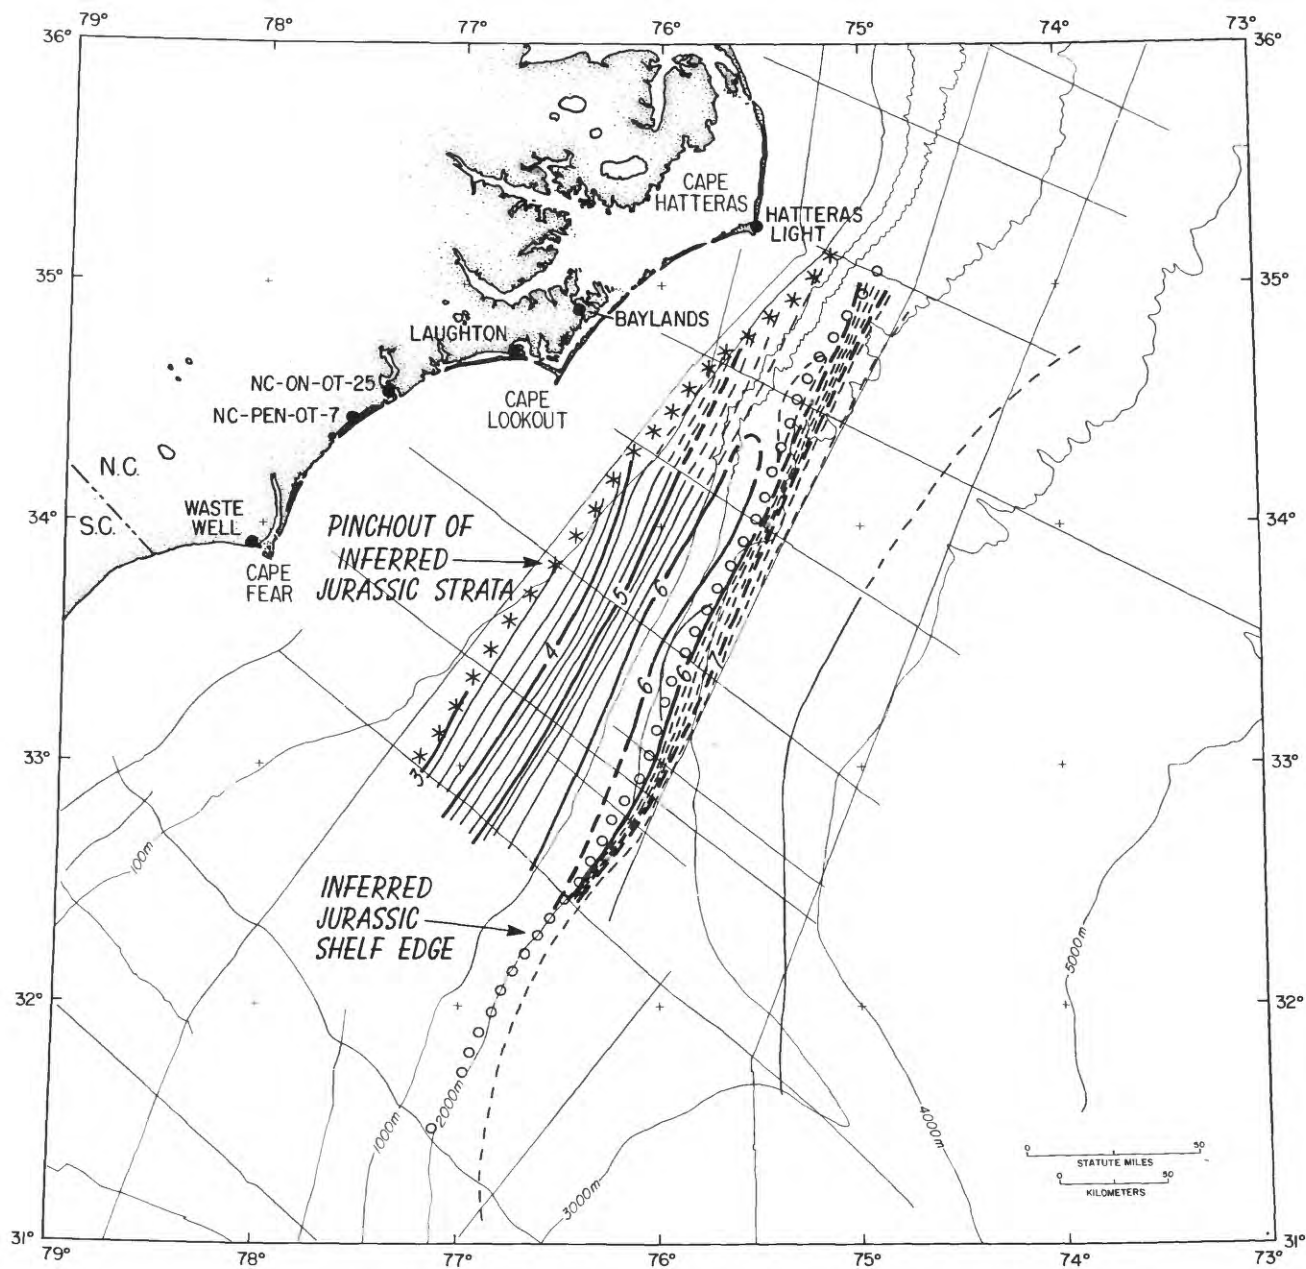 79°
78°
77°
76°
75°
74°
73°
36°
36°
CAPE
HATTERAS
HATTERAS
LIGHT
35°
35°
BAYLANDS
LAUGHTON
NC-ON-OT-25
NC-PEN-OT-7
CAPE
LOOKOUT
N.C.
S.C.
34°
34°
WASTE
WELL
CAPE
FEAR
PINCHOUT OF
INFERRED
JURASSIC STRATA
5
6
4
6
6
7
3
33°
33°
100m
INFERRED
JURASSIC
SHELF EDGE
5000m
32°
32°
1000m
2000m
3000m
4000m
0 50
STATUTE MILES
0 50
KILOMETERS
31°
31°
79°
78°
77°
76°
75°
74°
73°